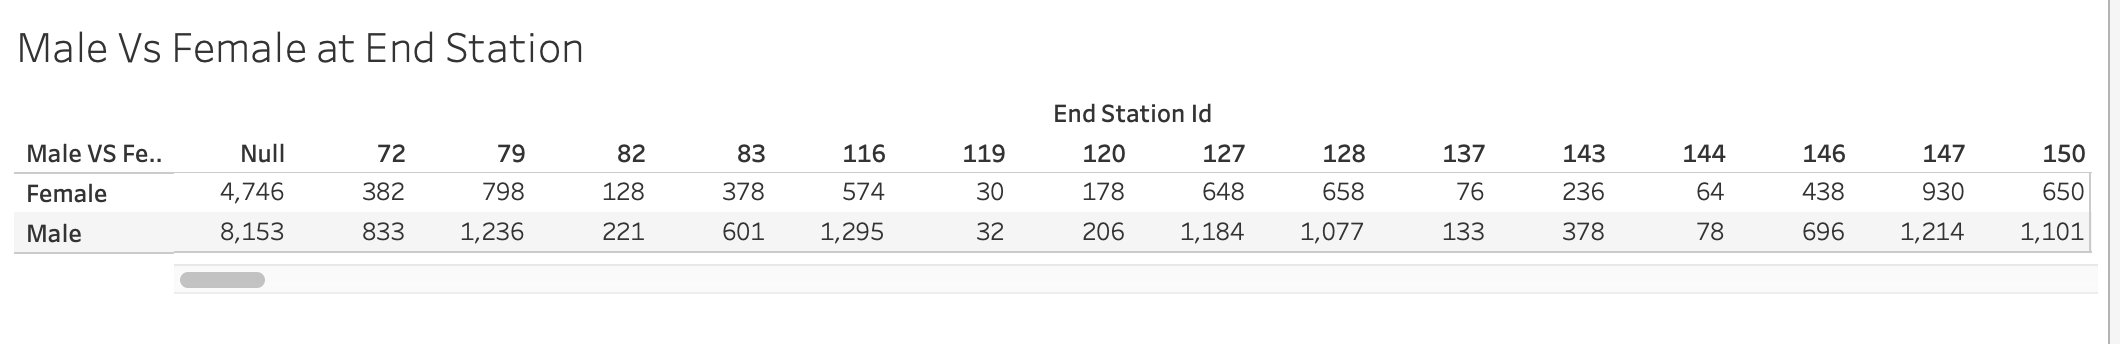 Male Vs Female at End Station
End Station Id
Male VS Fe.. Null 72 79 82 83 116 119 120 127 128 137 143 144 146 147 150
Female 4,746 382 798 128 378 574 30 178 648 658 76 236 64 438 930 650
Male 8,153 833 1,236 221 601 1,295 32 206 1,184 1,077 133 378 78 696 1,214 1,101